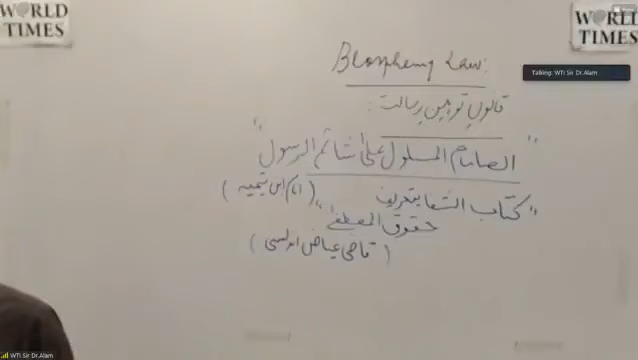 WORLD TIMES
WORLD TIMES
Blasphemy Law:
Talking: WTI Sir Dr.Alam
قانونِ توہینِ رسالت:
"الصارم المسلول علیٰ شاتم الرسول"
(امام ابن تیمیہ)
"کتاب الشفا بتعریف
حقوق المصطفیٰ"
(قاضی عیاض اندلسی)
WTI Sir Dr.Alam